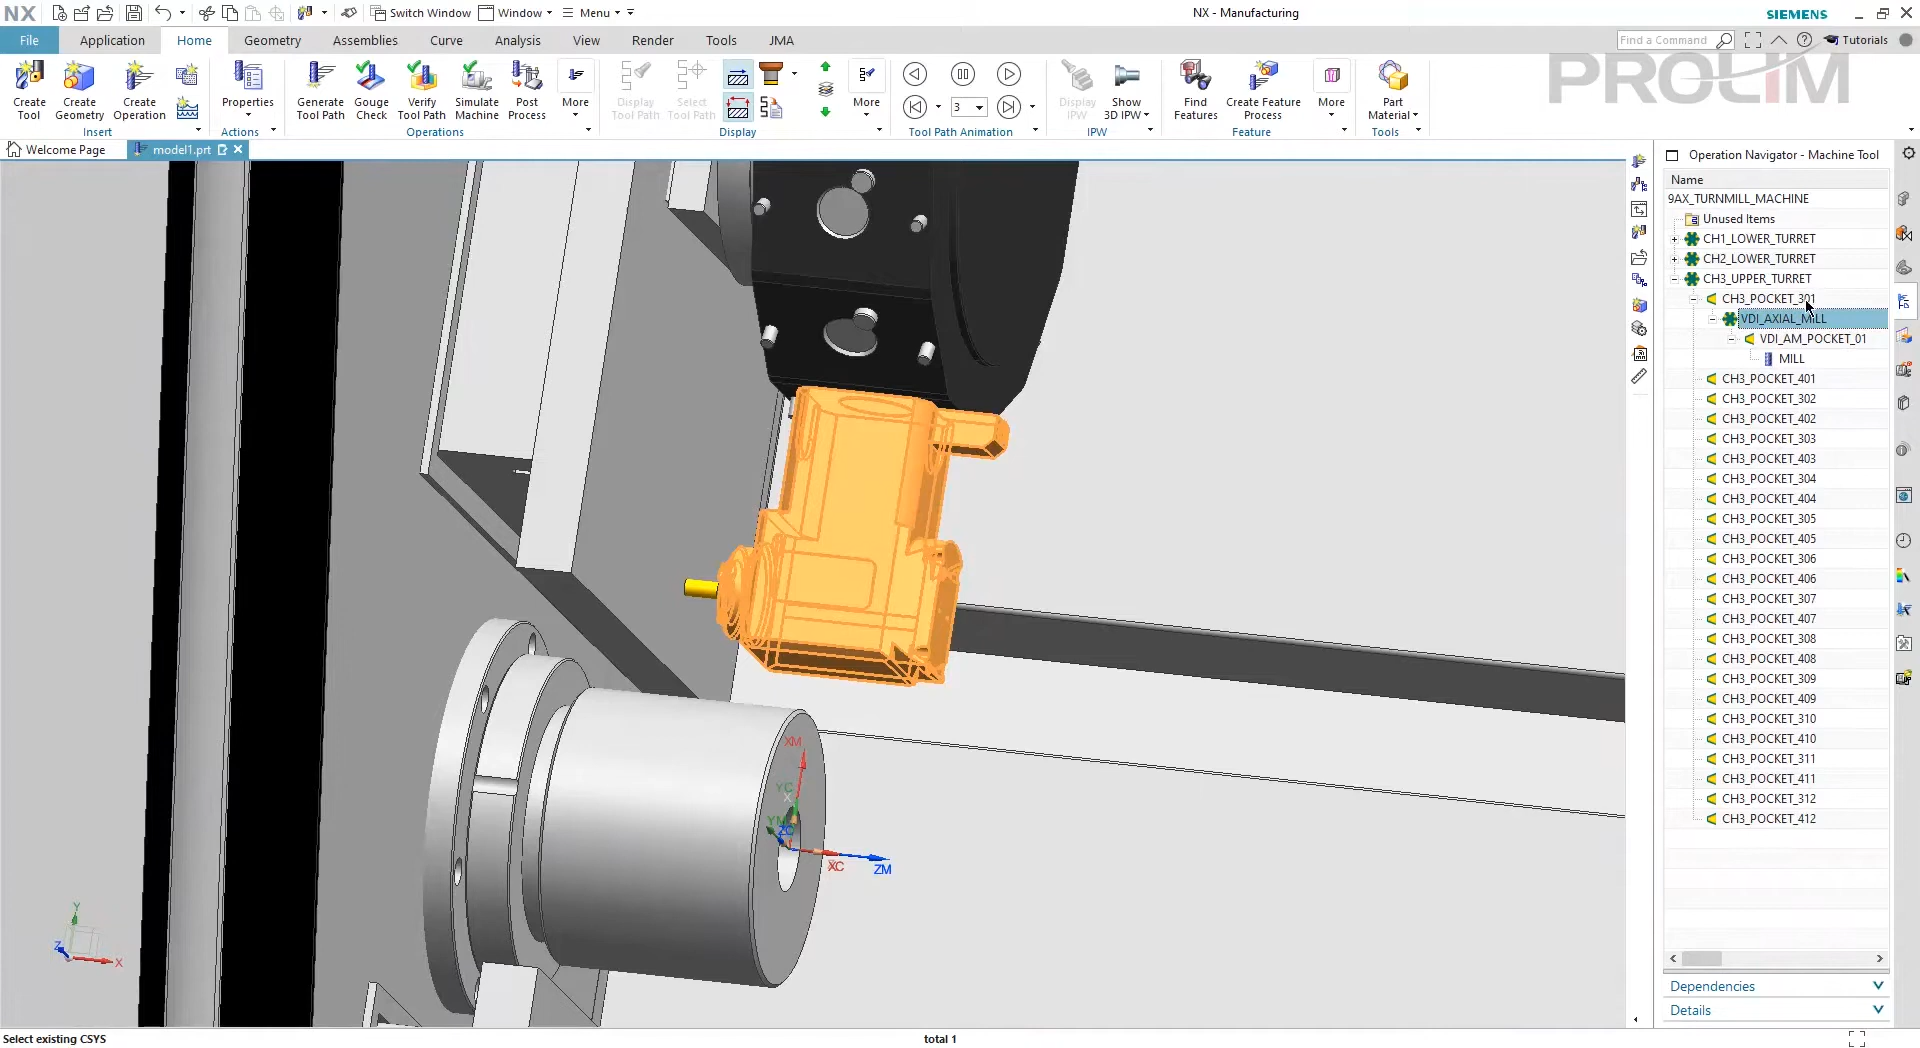 NX
Switch Window
Window
Menu
NX - Manufacturing
SIEMENS
File
Application
Home
Geometry
Assemblies
Curve
Analysis
View
Render
Tools
JMA
Find a Command
Tutorials
PROLIM
Create Tool
Create Geometry
Create Operation
Properties
Generate Tool Path
Gouge Check
Verify Tool Path
Simulate Machine
Post Process
More
Display Tool Path
Select Tool Path
More
3
Display IPW
Show 3D IPW
Find Features
Create Feature Process
More
Part Material
Insert
Actions
Operations
Display
Tool Path Animation
IPW
Feature
Tools
Welcome Page
model1.prt
Operation Navigator - Machine Tool
Name
9AX_TURNMILL_MACHINE
Unused Items
CH1_LOWER_TURRET
CH2_LOWER_TURRET
CH3_UPPER_TURRET
CH3_POCKET_301
VDI_AXIAL_MILL
VDI_AM_POCKET_01
MILL
CH3_POCKET_401
CH3_POCKET_302
CH3_POCKET_402
CH3_POCKET_303
CH3_POCKET_403
CH3_POCKET_304
CH3_POCKET_404
CH3_POCKET_305
CH3_POCKET_405
CH3_POCKET_306
CH3_POCKET_406
CH3_POCKET_307
CH3_POCKET_407
CH3_POCKET_308
CH3_POCKET_408
CH3_POCKET_309
CH3_POCKET_409
CH3_POCKET_310
CH3_POCKET_410
CH3_POCKET_311
CH3_POCKET_411
CH3_POCKET_312
CH3_POCKET_412
Dependencies
Details
XM
YC
X
YM
ZC
XC
ZM
Y
Z
X
Select existing CSYS
total 1